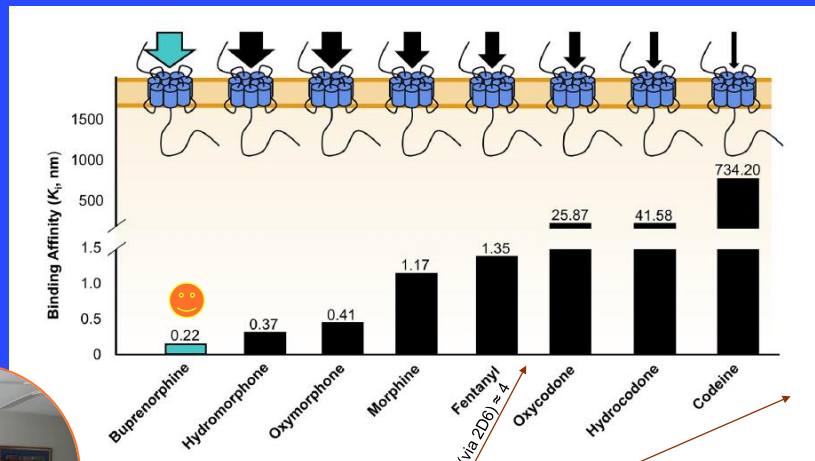 1500
1000
500
1.5
1.0
0.5
0
Binding Affinity (Ki, nm)
0.22
0.37
0.41
1.17
1.35
25.87
41.58
734.20
Buprenorphine
Hydromorphone
Oxymorphone
Morphine
Fentanyl
Oxycodone
Hydrocodone
Codeine
(via 2D6) ≈ 4